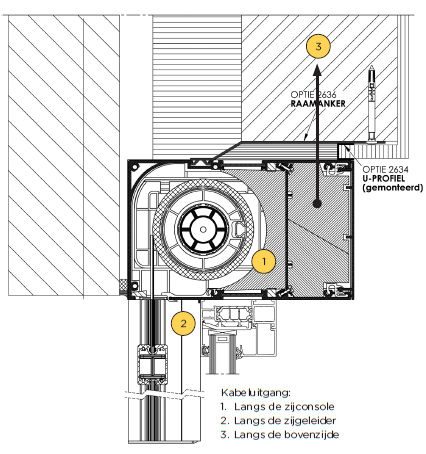 3
OPTIE 2636
RAAMANKER
OPTIE 2634
U-PROFIEL
(gemonteerd)
1
2
Kabeluitgang:
1. Langs de zijconsole
2. Langs de zijgeleider
3. Langs de bovenzijde